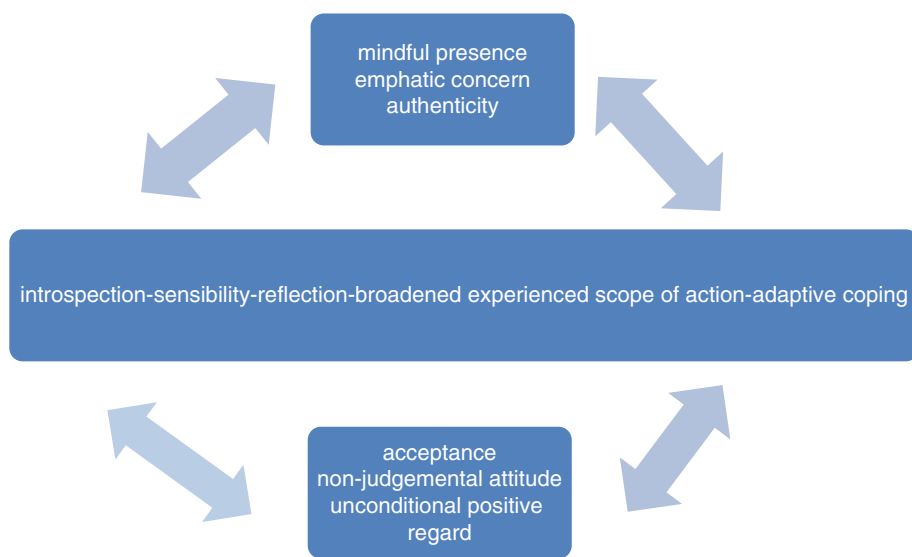 mindful presence
emphatic concern
authenticity
introspection-sensibility-reflection-broadened experienced scope of action-adaptive coping
acceptance
non-judgemental attitude
unconditional positive
regard